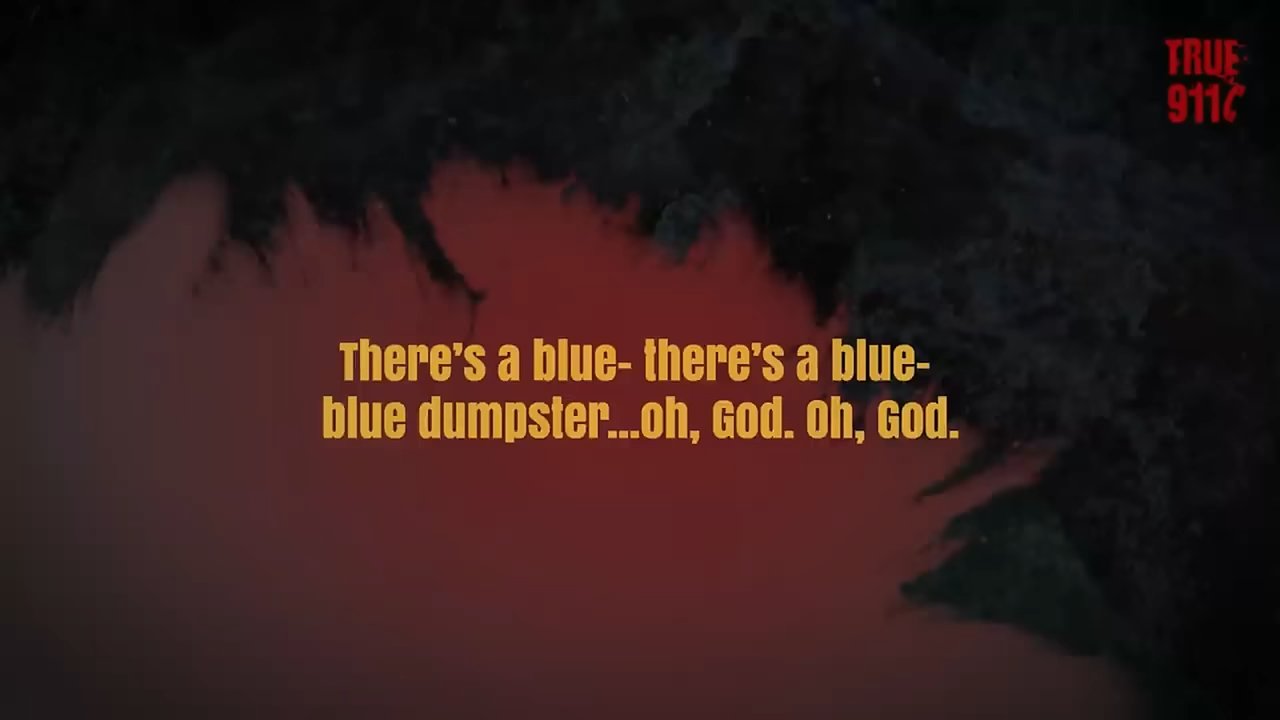 TRUE
911
There's a blue- there's a blue-
blue dumpster...oh, God. Oh, God.